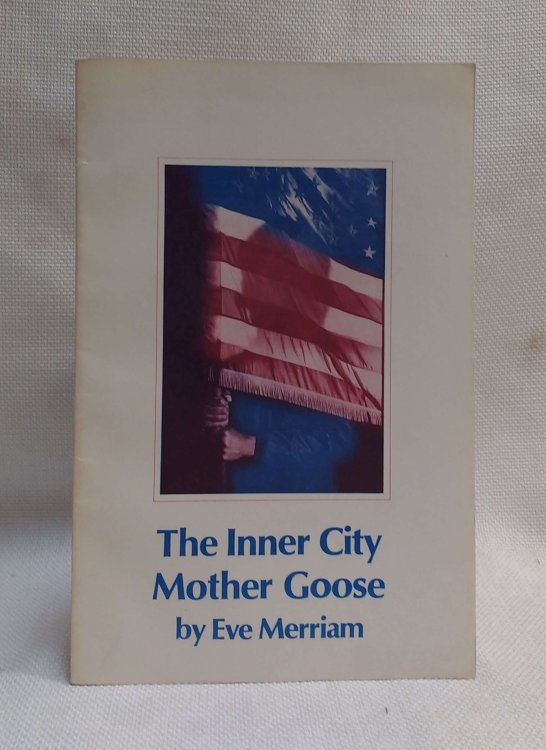 The Inner City
Mother Goose
by Eve Merriam